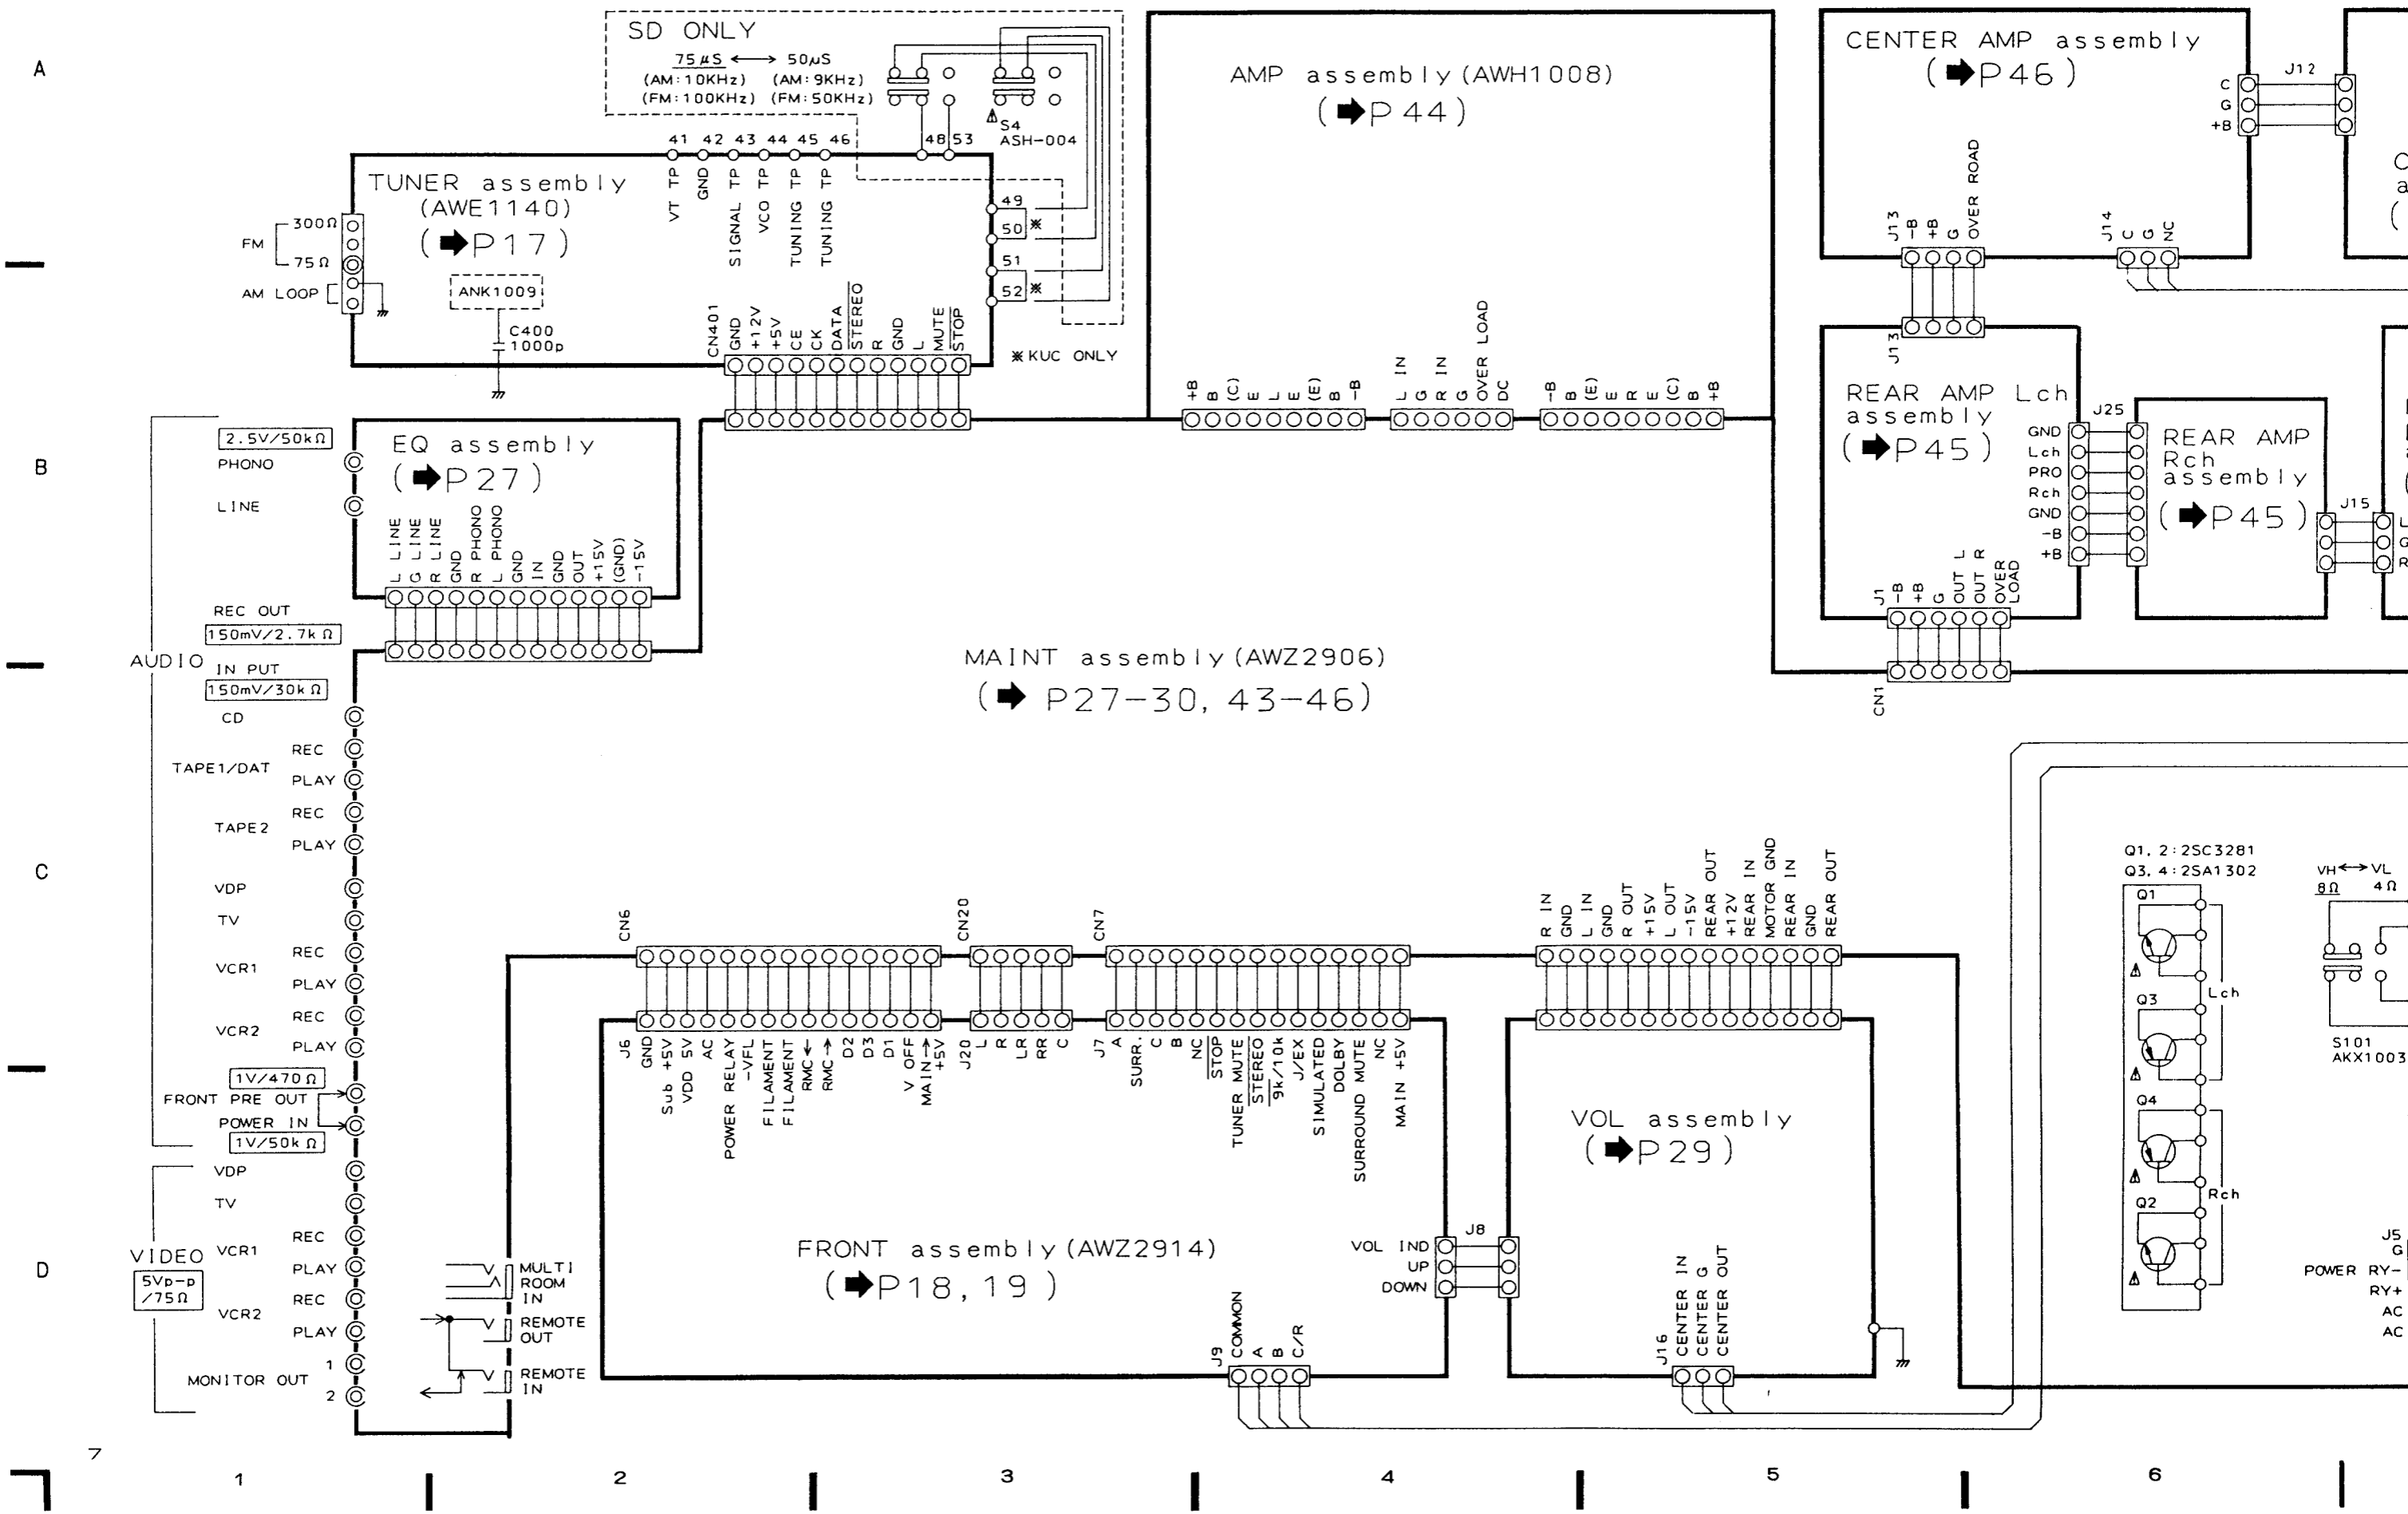 A
SD ONLY
75μS ←→ 50μS
(AM:10KHz) (AM:9KHz)
(FM:100KHz) (FM:50KHz)
S4
ASH-004
41 42 43 44 45 46 48 53
VT TP
GND
SIGNAL TP
VCO TP
TUNING TP
TUNING TP
TUNER assembly
(AWE1140)
(➡P17)
FM
300Ω
75Ω
AM LOOP
ANK1009
C400
1000p
49
50 ※
51
52 ※
※KUC ONLY
CN401
GND
+12V
+5V
CE
CK
DATA
STEREO
R
GND
L
MUTE
STOP
AMP assembly(AWH1008)
(➡P44)
+B
B
(C)
E
L
E
(E)
B
-B
L IN
G
R IN
G
OVER LOAD
DC
-B
B
(E)
E
R
E
(C)
B
+B
CENTER AMP assembly
(➡P46)
C
G
+B
J12
J13
-B
+B
G
OVER ROAD
J14
C
G
NC
J13
REAR AMP Lch
assembly
(➡P45)
GND
Lch
PRO
Rch
GND
-B
+B
J25
REAR AMP
Rch
assembly
(➡P45)
J15
J1
-B
+B
G
OUT L
OUT R
OVER LOAD
CN1
B
2.5V/50kΩ
PHONO
LINE
EQ assembly
(➡P27)
L LINE
G LINE
R LINE
GND
R PHONO
L PHONO
GND
IN
GND
OUT
+15V
(GND)
-15V
AUDIO
REC OUT
150mV/2.7kΩ
IN PUT
150mV/30kΩ
CD
TAPE1/DAT
REC
PLAY
TAPE2
REC
PLAY
VDP
TV
VCR1
REC
PLAY
VCR2
REC
PLAY
1V/470Ω
FRONT PRE OUT
POWER IN
1V/50kΩ
MAINT assembly(AWZ2906)
(➡ P27-30, 43-46)
C
CN6
CN20
CN7
J6
GND
Sub +5V
VDD 5V
AC
POWER RELAY
-VFL
FILAMENT
FILAMENT
RMC←
RMC→
D2
D3
D1
V OFF
MAIN→
+5V
J20
L
R
LR
RR
C
J7
A
SURR.
C
B
NC
STOP
TUNER MUTE
STEREO
9k/10k
J/EX
SIMULATED
DOLBY
SURROUND MUTE
NC
MAIN +5V
R IN
GND
L IN
GND
R OUT
+15V
L OUT
-15V
REAR OUT
+12V
REAR IN
MOTOR GND
REAR IN
GND
REAR OUT
VOL assembly
(➡P29)
FRONT assembly(AWZ2914)
(➡P18,19 )
VOL IND
UP
DOWN
J8
J9
COMMON
A
B
C/R
J16
CENTER IN
CENTER G
CENTER OUT
Q1, 2:2SC3281
Q3, 4:2SA1302
Q1
Q3
Q4
Q2
Lch
Rch
VH←→VL
8Ω 4Ω
S101
AKX1003
J5
G
POWER RY-
RY+
AC
AC
D
VIDEO
5Vp-p
/75Ω
VDP
TV
VCR1
REC
PLAY
VCR2
REC
PLAY
MONITOR OUT
1
2
MULTI
ROOM
IN
REMOTE
OUT
REMOTE
IN
7
1 2 3 4 5 6